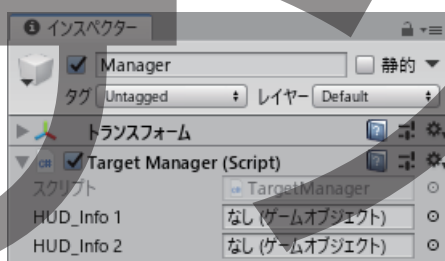 インスペクター
Manager 静的
タグ Untagged レイヤー Default
トランスフォーム
Target Manager (Script)
スクリプト TargetManager
HUD_Info 1 なし (ゲームオブジェクト)
HUD_Info 2 なし (ゲームオブジェクト)